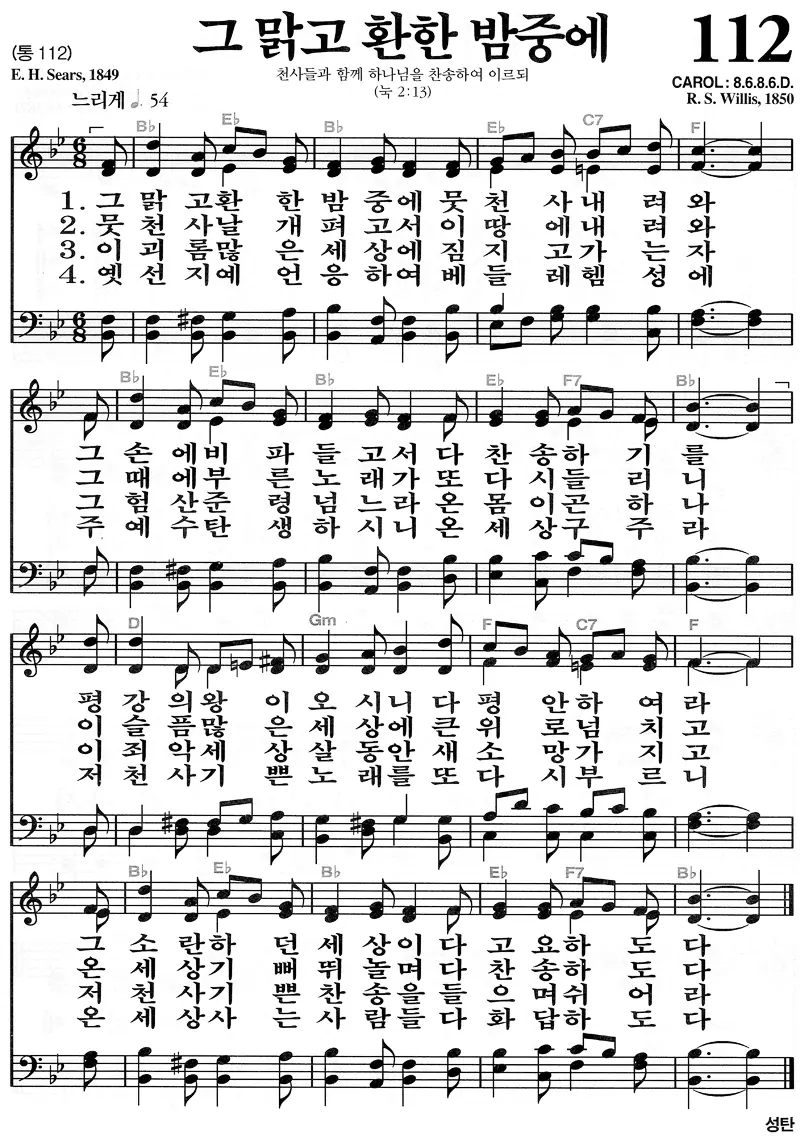 (통 112)
그 맑고 환한 밤중에
112
E. H. Sears, 1849
천사들과 함께 하나님을 찬송하여 이르되
(눅 2:13)
CAROL : 8.6.8.6.D.
R. S. Willis, 1850
느리게 ♩. 54
B♭ E♭ B♭ E♭ C7 F
6/8
1. 그 맑 고환 한 밤 중에 뭇 천 사내 려 와
2. 뭇 천 사날 개 펴 고서 이 땅 에내 려 와
3. 이 괴 롬많 은 세 상에 짐 지 고가 는 자
4. 옛 선 지예 언 응 하여 베 들 레헴 성 에
6/8
B♭ E♭ B♭ E♭ F7 B♭
그 손 에비 파 들 고서 다 찬 송하 기 를
그 때 에부 른 노 래가 또 다 시들 리 니
그 험 산준 령 넘 느라 온 몸 이곤 하 나
주 예 수탄 생 하 시니 온 세 상구 주 라
D Gm F C7 F
평 강 의왕 이 오 시니 다 평 안하 여 라
이 슬 픔많 은 세 상에 큰 위 로넘 치 고
이 죄 악세 상 살 동안 새 소 망가 지 고
저 천 사기 쁜 노 래를 또 다 시부 르 니
B♭ E♭ B♭ E♭ F7 B♭
그 소 란하 던 세 상이 다 고 요하 도 다
온 세 상기 뻐 뛰 놀며 다 찬 송하 도 다
저 천 사기 쁜 찬 송을 들 으 며쉬 어 라
온 세 상사 는 사 람들 다 화 답하 도 다
성탄